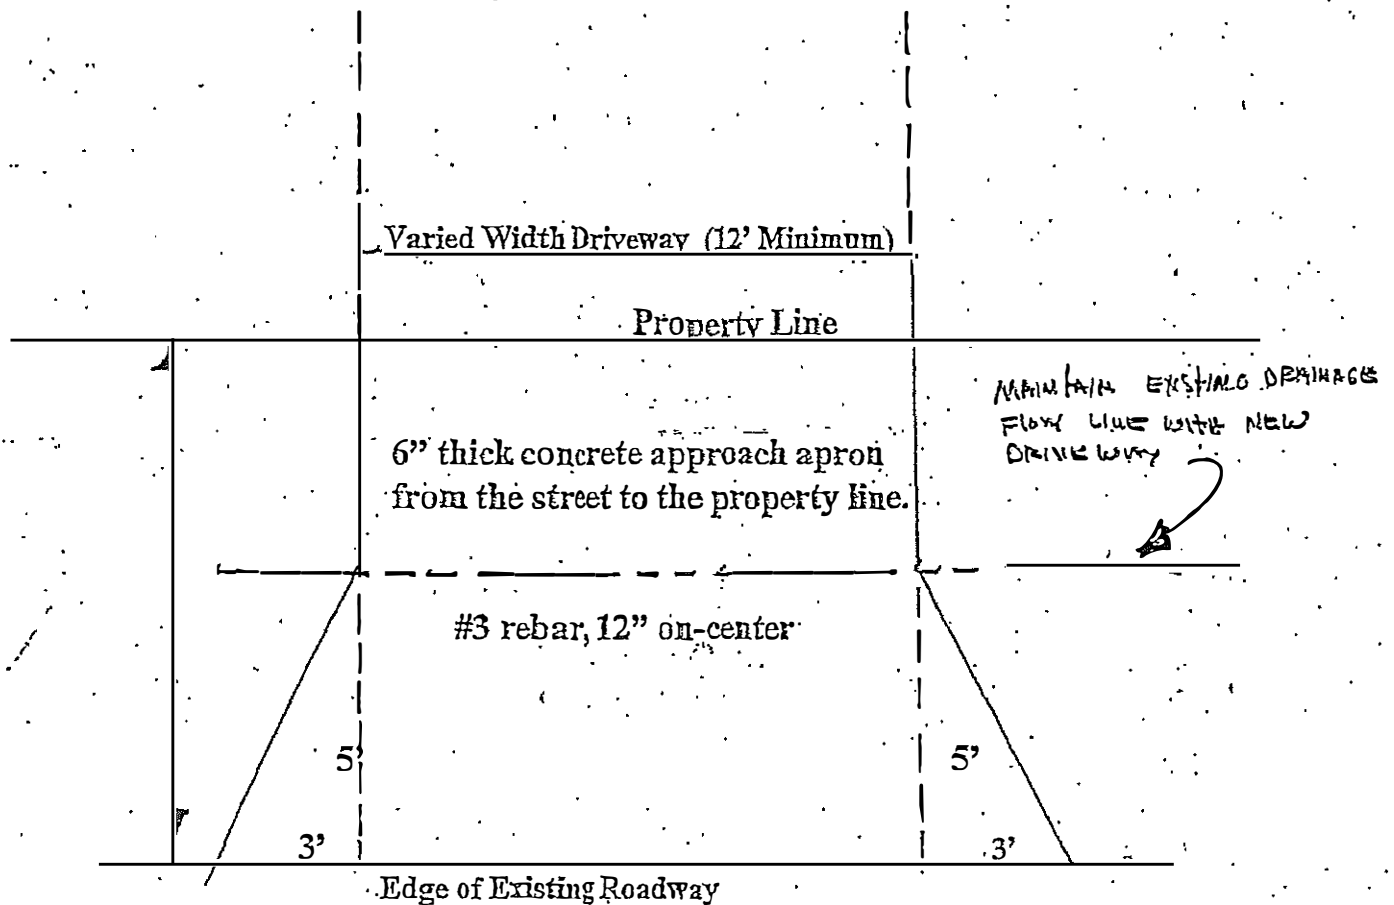 Varied Width Driveway (12' Minimum)
Property Line
MAINTAIN EXISTING DRAINAGE
FLOW LINE WITH NEW
DRIVEWAY
6" thick concrete approach apron
from the street to the property line.
#3 rebar, 12" on-center
5'
5'
3'
3'
Edge of Existing Roadway